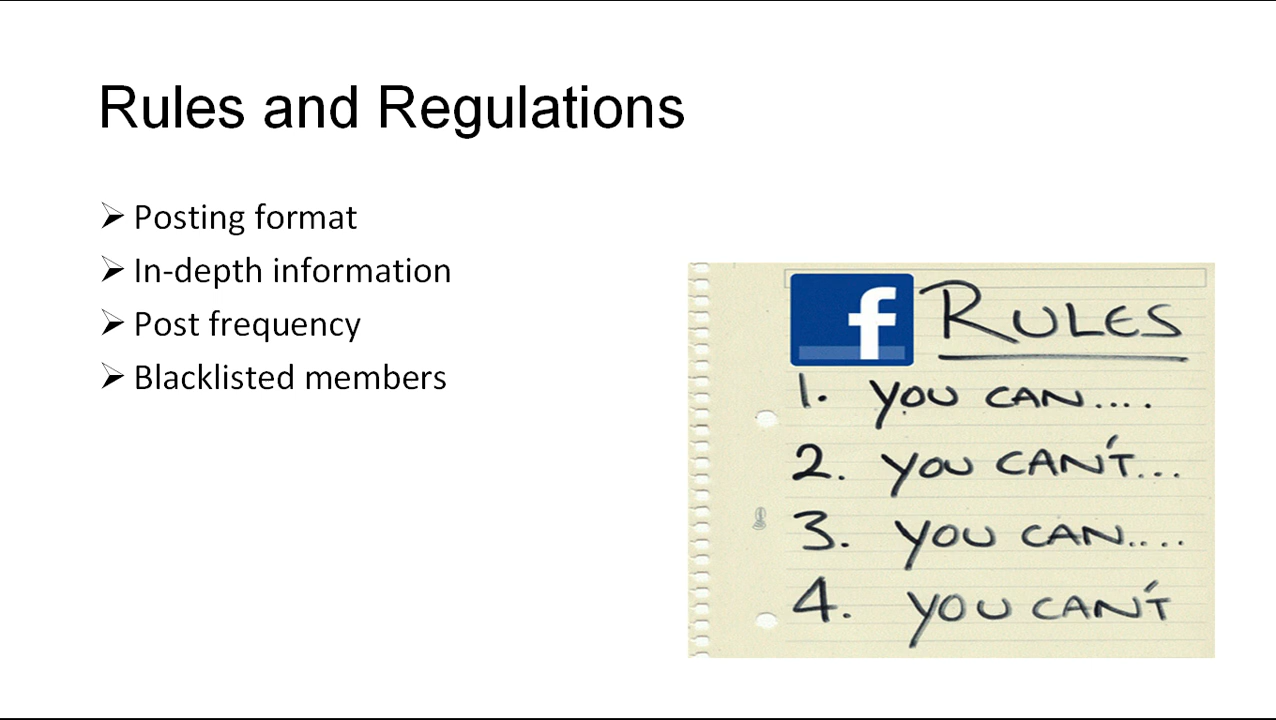 Rules and Regulations
Posting format
In-depth information
Post frequency
Blacklisted members
f RULES
1. YOU CAN....
2. YOU CAN'T...
3. YOU CAN....
4. YOU CAN'T